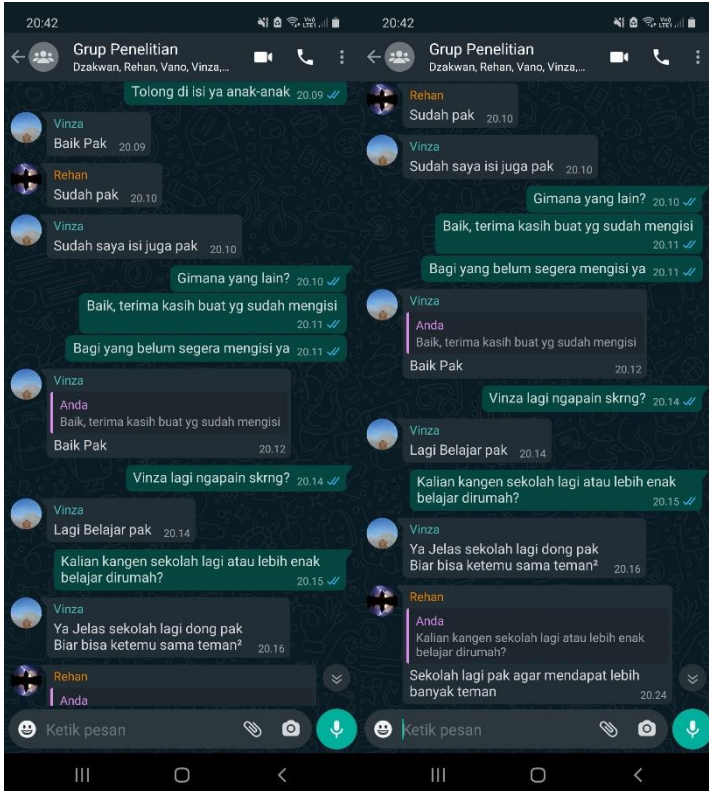 20:42
Grup Penelitian
Dzakwan, Rehan, Vano, Vinza,...
Tolong di isi ya anak-anak 20.09
Vinza
Baik Pak 20.09
Rehan
Sudah pak 20.10
Vinza
Sudah saya isi juga pak 20.10
Gimana yang lain? 20.10
Baik, terima kasih buat yg sudah mengisi
20.11
Bagi yang belum segera mengisi ya 20.11
Vinza
Anda
Baik, terima kasih buat yg sudah mengisi
Baik Pak 20.12
Vinza lagi ngapain skrng? 20.14
Vinza
Lagi Belajar pak 20.14
Kalian kangen sekolah lagi atau lebih enak
belajar dirumah? 20.15
Vinza
Ya Jelas sekolah lagi dong pak
Biar bisa ketemu sama teman² 20.16
Rehan
Anda
Ketik pesan
20:42
Grup Penelitian
Dzakwan, Rehan, Vano, Vinza,...
Rehan
Sudah pak 20.10
Vinza
Sudah saya isi juga pak 20.10
Gimana yang lain? 20.10
Baik, terima kasih buat yg sudah mengisi
20.11
Bagi yang belum segera mengisi ya 20.11
Vinza
Anda
Baik, terima kasih buat yg sudah mengisi
Baik Pak 20.12
Vinza lagi ngapain skrng? 20.14
Vinza
Lagi Belajar pak 20.14
Kalian kangen sekolah lagi atau lebih enak
belajar dirumah? 20.15
Vinza
Ya Jelas sekolah lagi dong pak
Biar bisa ketemu sama teman² 20.16
Rehan
Anda
Kalian kangen sekolah lagi atau lebih enak
belajar dirumah?
Sekolah lagi pak agar mendapat lebih
banyak teman 20.24
Ketik pesan